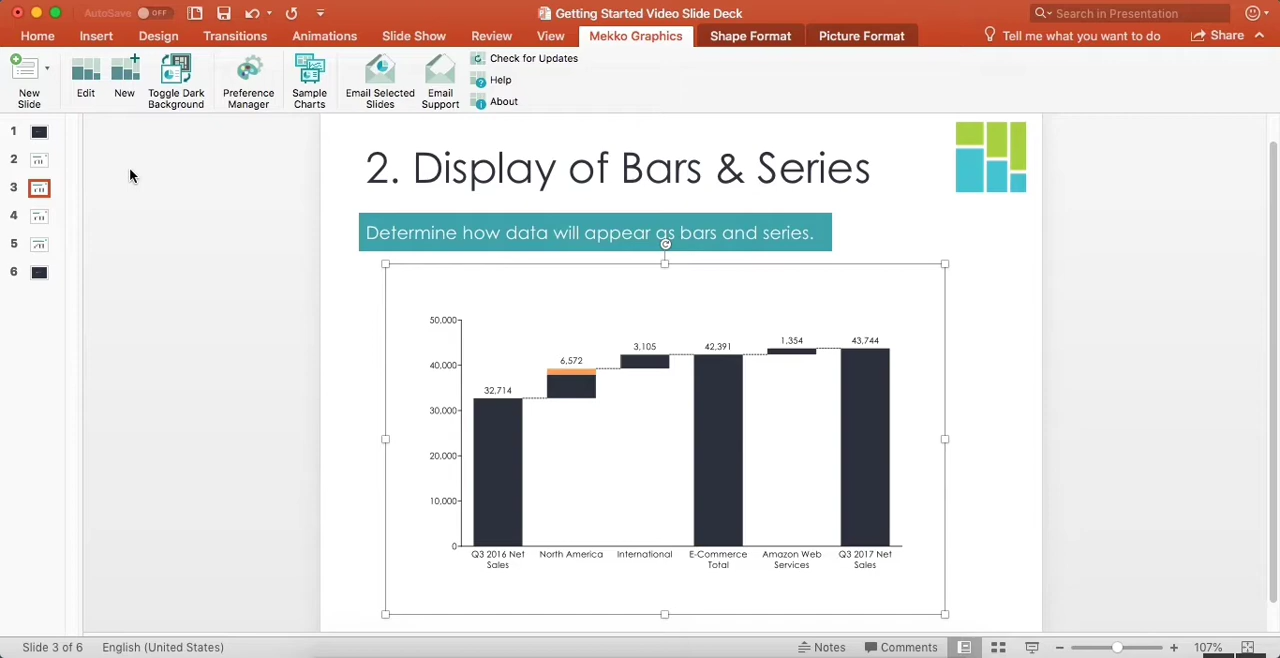 AutoSave OFF
Getting Started Video Slide Deck
Search in Presentation
Home Insert Design Transitions Animations Slide Show Review View Mekko Graphics Shape Format Picture Format Tell me what you want to do Share
New Slide
Edit
New
Toggle Dark Background
Preference Manager
Sample Charts
Email Selected Slides
Email Support
Check for Updates
Help
About
1
2
3
4
5
6
2. Display of Bars & Series
Determine how data will appear as bars and series.
50,000
40,000
30,000
20,000
10,000
0
32,714
6,572
3,105
42,391
1,354
43,744
Q3 2016 Net Sales
North America
International
E-Commerce Total
Amazon Web Services
Q3 2017 Net Sales
Slide 3 of 6 English (United States) Notes Comments 107%